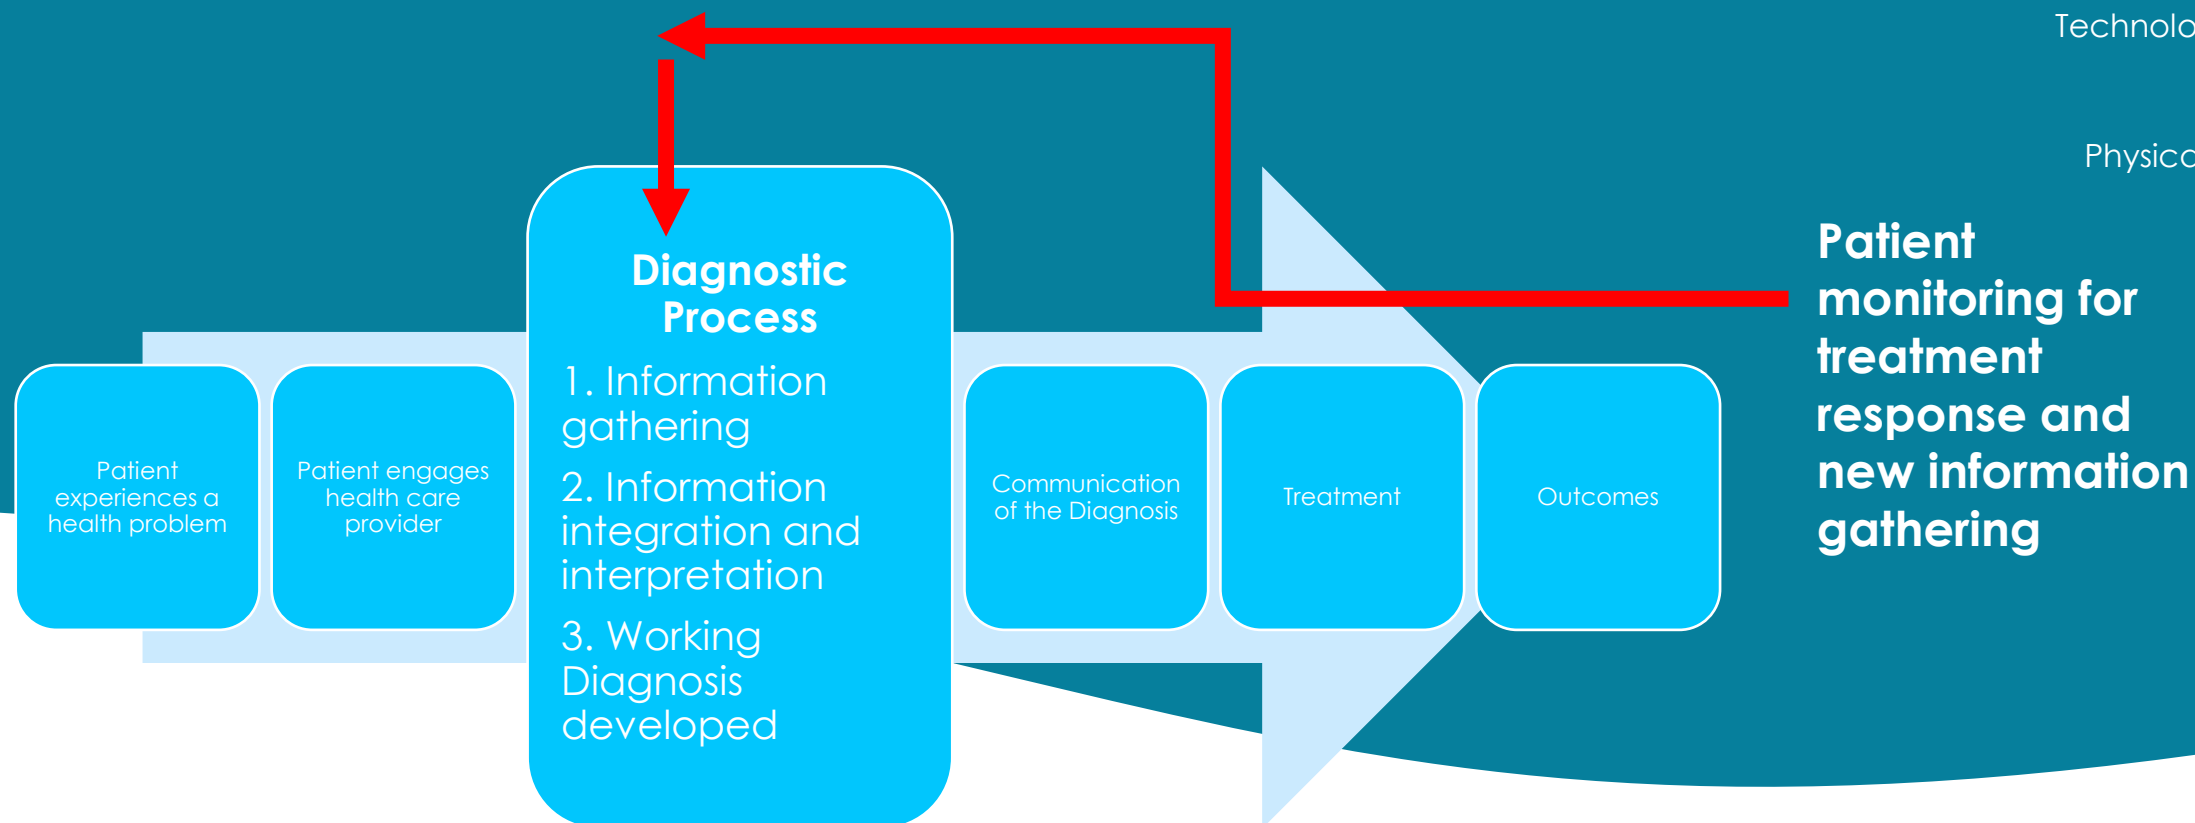 Technolo
Physica
Diagnostic
Process
1. Information
gathering
2. Information
integration and
interpretation
3. Working
Diagnosis
developed
Patient
experiences a
health problem
Patient engages
health care
provider
Communication
of the Diagnosis
Treatment
Outcomes
Patient
monitoring for
treatment
response and
new information
gathering